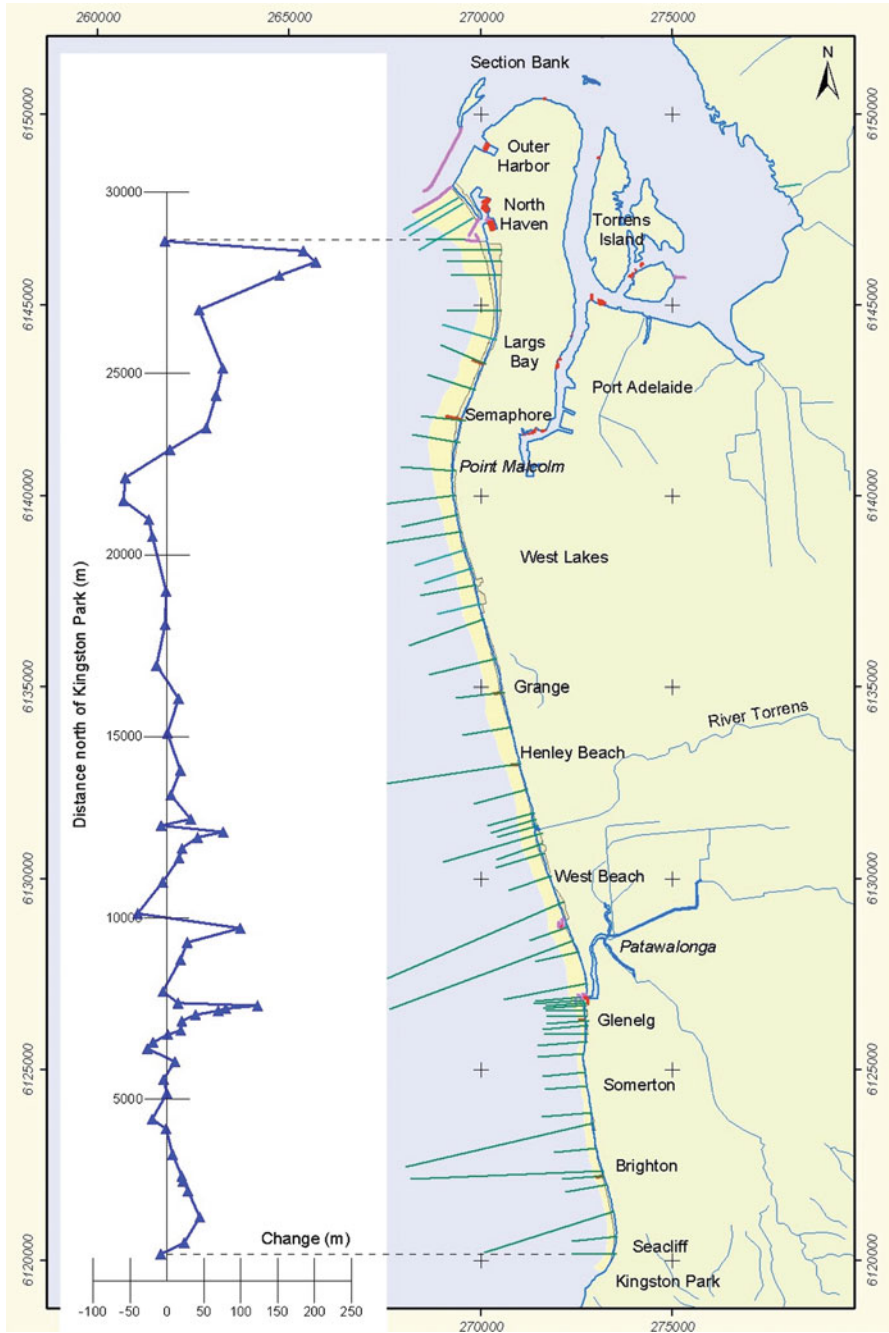 260000
265000
270000
275000
N
Section Bank
6150000
6150000
Outer
Harbor
30000
North
Haven
Torrens
Island
6145000
6145000
Largs
Bay
25000
Port Adelaide
Semaphore
Point Malcolm
6140000
6140000
20000
West Lakes
Distance north of Kingston Park (m)
Grange
6135000
6135000
River Torrens
15000
Henley Beach
West Beach
6130000
6130000
10000
Patawalonga
Glenelg
6125000
6125000
Somerton
5000
Brighton
Change (m)
Seacliff
6120000
6120000
Kingston Park
-100
-50
0
50
100
150
200
250
270000
275000